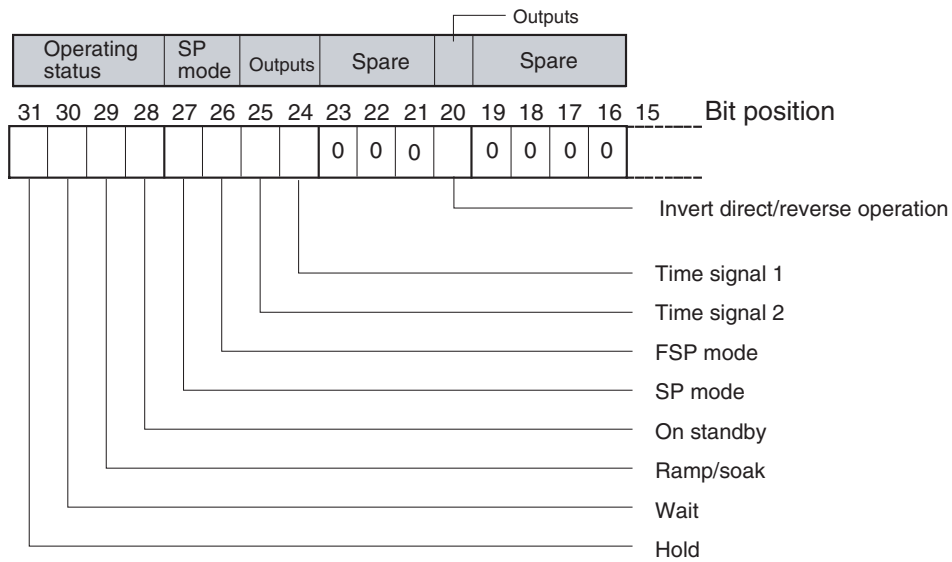 Outputs
Operating status SP mode Outputs Spare Spare
31 30 29 28 27 26 25 24 23 22 21 20 19 18 17 16 15 Bit position
0 0 0 0 0 0 0
Invert direct/reverse operation
Time signal 1
Time signal 2
FSP mode
SP mode
On standby
Ramp/soak
Wait
Hold